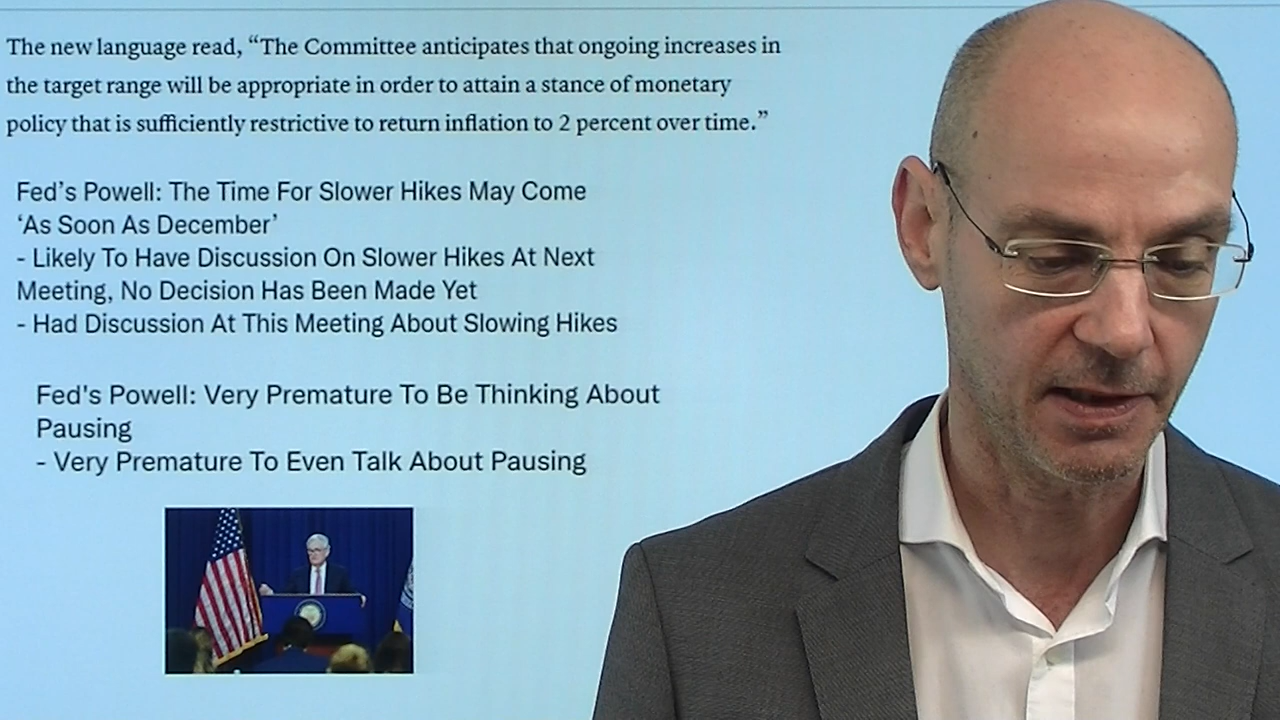 The new language read, “The Committee anticipates that ongoing increases in
the target range will be appropriate in order to attain a stance of monetary
policy that is sufficiently restrictive to return inflation to 2 percent over time.”
Fed’s Powell: The Time For Slower Hikes May Come
‘As Soon As December’
- Likely To Have Discussion On Slower Hikes At Next
Meeting, No Decision Has Been Made Yet
- Had Discussion At This Meeting About Slowing Hikes
Fed's Powell: Very Premature To Be Thinking About
Pausing
- Very Premature To Even Talk About Pausing